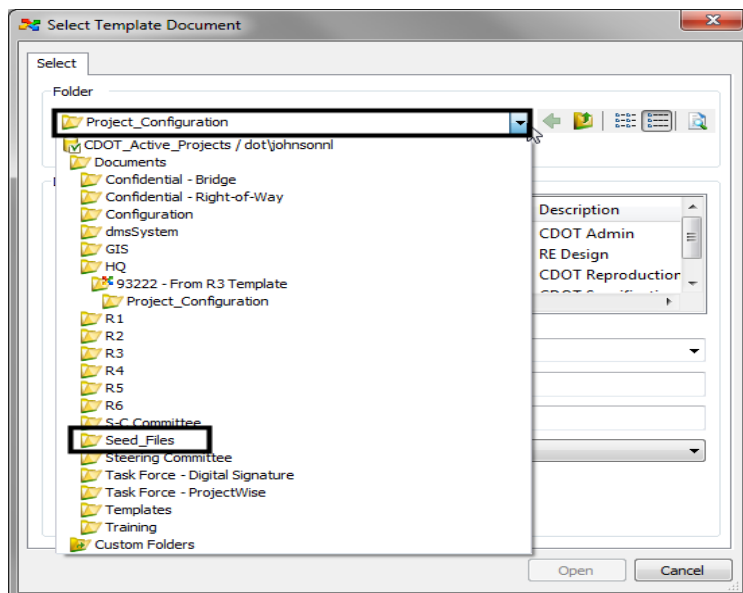 Select Template Document
Select
Folder
Project_Configuration
CDOT_Active_Projects / dot\johnsonnl
Documents
Confidential - Bridge
Confidential - Right-of-Way
Configuration
dmsSystem
GIS
HQ
93222 - From R3 Template
Project_Configuration
R1
R2
R3
R4
R5
R6
S-C Committee
Seed_Files
Steering Committee
Task Force - Digital Signature
Task Force - ProjectWise
Templates
Training
Custom Folders
Description
CDOT Admin
RE Design
CDOT Reproduction
Open
Cancel